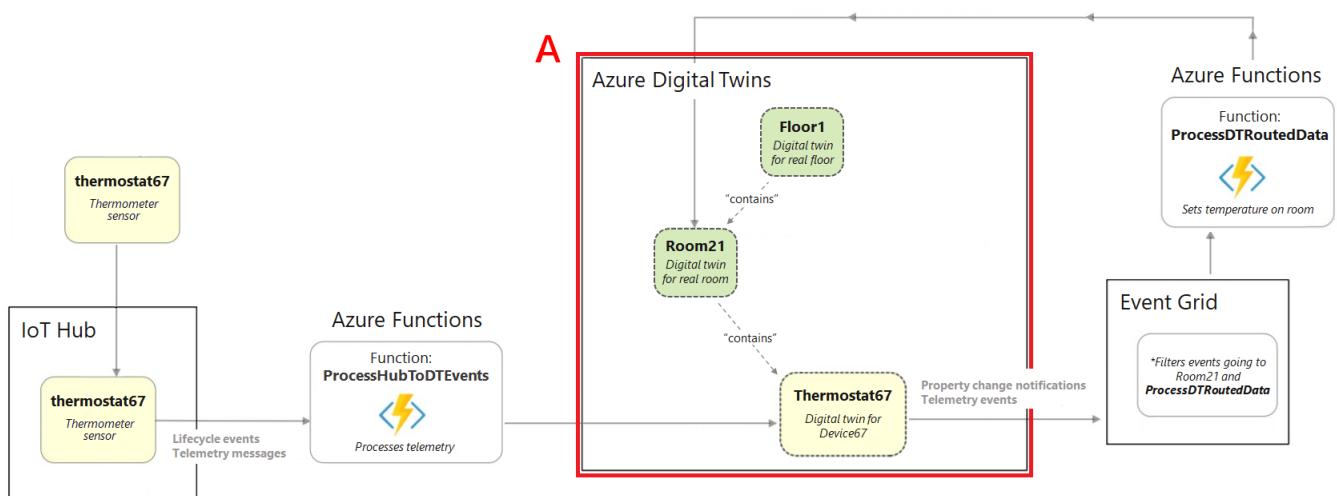 A
Azure Digital Twins
Floor1
Digital twin
for real floor
"contains"
Room21
Digital twin
for real room
"contains"
Thermostat67
Digital twin for
Device67
thermostat67
Thermometer
sensor
IoT Hub
thermostat67
Thermometer
sensor
Lifecycle events
Telemetry messages
Azure Functions
Function:
ProcessHubToDTEvents
Processes telemetry
Property change notifications
Telemetry events
Event Grid
*Filters events going to
Room21 and
ProcessDTRoutedData
Azure Functions
Function:
ProcessDTRoutedData
Sets temperature on room